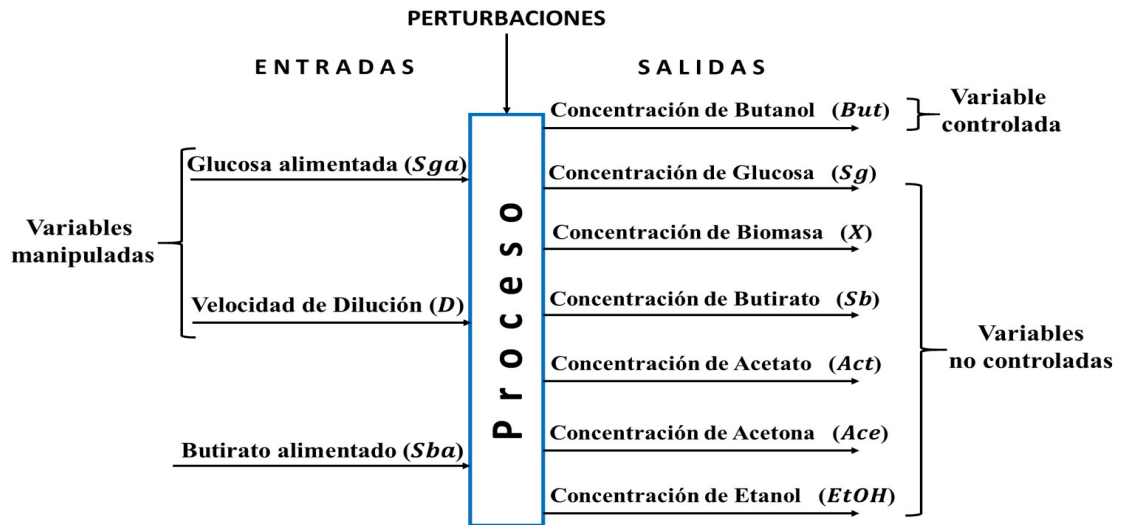 PERTURBACIONES
ENTRADAS
SALIDAS
Glucosa alimentada (Sga)
Velocidad de Dilución (D)
Butirato alimentado (Sba)
Variables
manipuladas
Proceso
Concentración de Butanol (But)
Concentración de Glucosa (Sg)
Concentración de Biomasa (X)
Concentración de Butirato (Sb)
Concentración de Acetato (Act)
Concentración de Acetona (Ace)
Concentración de Etanol (EtOH)
Variable
controlada
Variables
no controladas